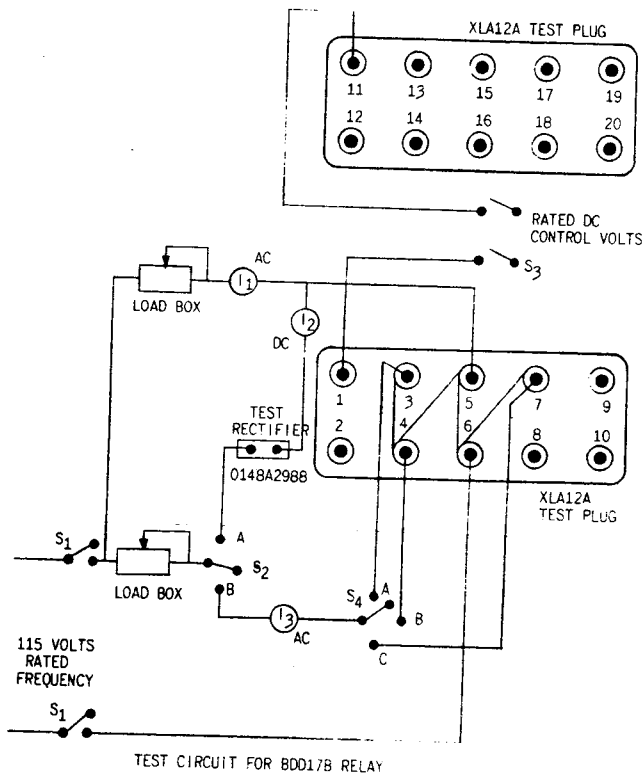 XLA12A TEST PLUG
11 13 15 17 19
12 14 16 18 20
RATED DC
CONTROL VOLTS
S3
AC
I1
LOAD BOX
I2
DC
1 3 5 7 9
2 4 6 8 10
TEST
RECTIFIER
0148A2988
XLA12A
TEST PLUG
A
S1
S2
LOAD BOX
B
S4
A
B
I3
AC
C
115 VOLTS
RATED
FREQUENCY
S1
TEST CIRCUIT FOR BDD17B RELAY